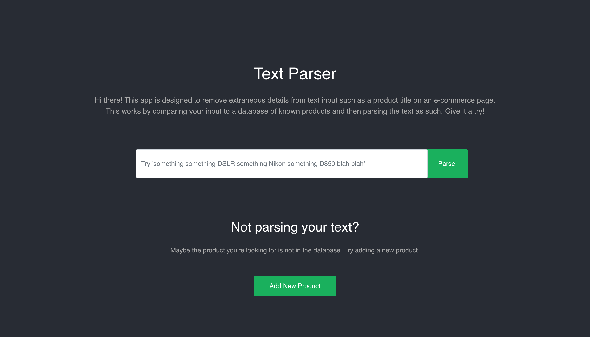 Text Parser
Hi there! This app is designed to remove extraneous details from text input such as a product title on an e-commerce page.
This works by comparing your input to a database of known products and then parsing the text as such. Give it a try!
Try 'something something DSLR something Nikon something D850 blah blah'
Parse
Not parsing your text?
Maybe the product you're looking for is not in the database. Try adding a new product.
Add New Product